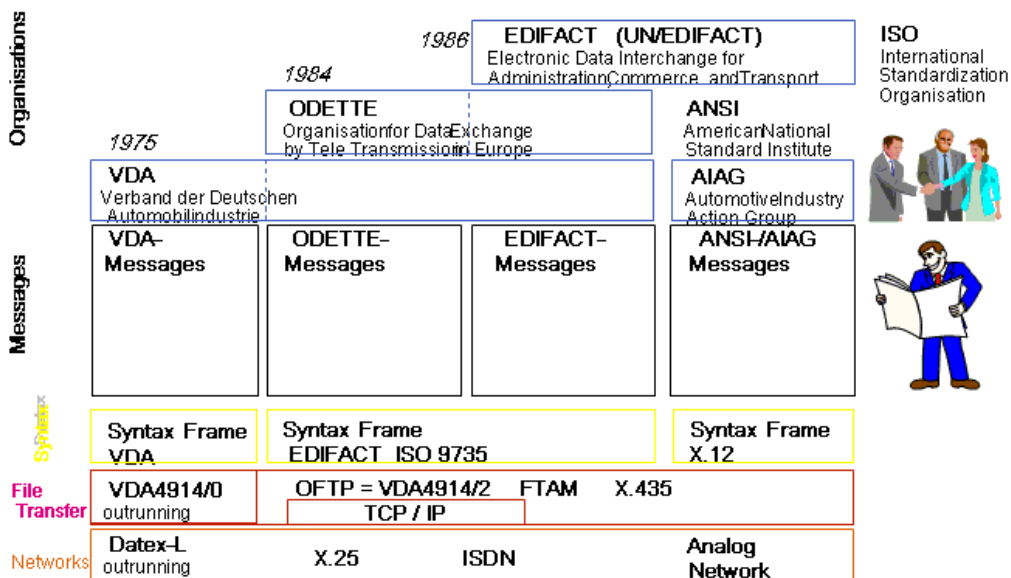 Organisations
1986
EDIFACT (UN/EDIFACT)
Electronic Data Interchange for
Administration,Commerce, andTransport
ISO
International
Standardization
Organisation
1984
ODETTE
Organisationfor DataExchange
by Tele Transmissionin Europe
ANSI
AmericanNational
Standard Institute
1975
VDA
Verband der Deutschen
Automobilindustrie
AIAG
AutomotiveIndustry
Action Group
Messages
VDA-
Messages
ODETTE-
Messages
EDIFACT-
Messages
ANSI-/AIAG
Messages
Syntax
Syntax Frame
VDA
Syntax Frame
EDIFACT ISO 9735
Syntax Frame
X.12
File
Transfer
VDA4914/0
outrunning
OFTP = VDA4914/2 FTAM X.435
TCP / IP
Networks
Datex-L
outrunning
X.25
ISDN
Analog
Network